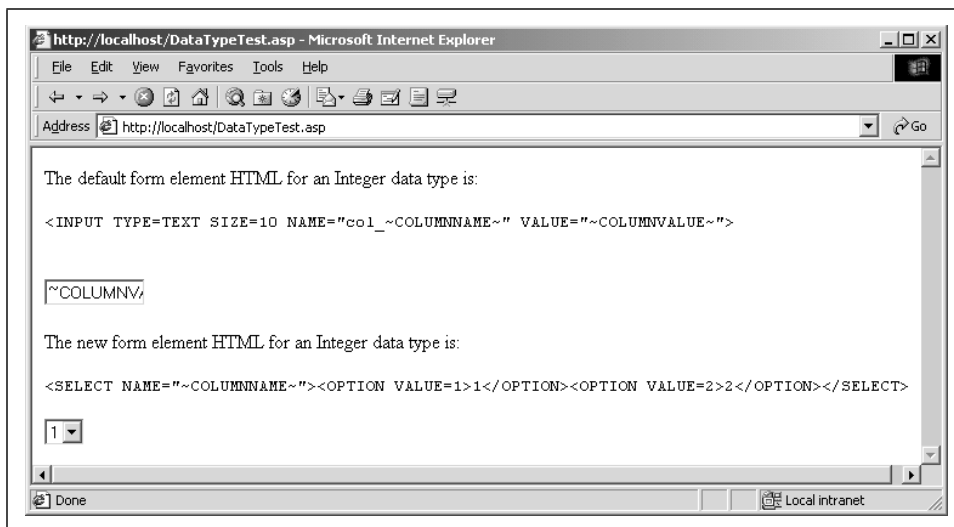 http://localhost/DataTypeTest.asp - Microsoft Internet Explorer
File Edit View Favorites Tools Help
Address http://localhost/DataTypeTest.asp Go
The default form element HTML for an Integer data type is:
<INPUT TYPE=TEXT SIZE=10 NAME="col_~COLUMNNAME~" VALUE="~COLUMNVALUE~">
~COLUMNVA
The new form element HTML for an Integer data type is:
<SELECT NAME="~COLUMNNAME~"><OPTION VALUE=1>1</OPTION><OPTION VALUE=2>2</OPTION></SELECT>
1
Done Local intranet